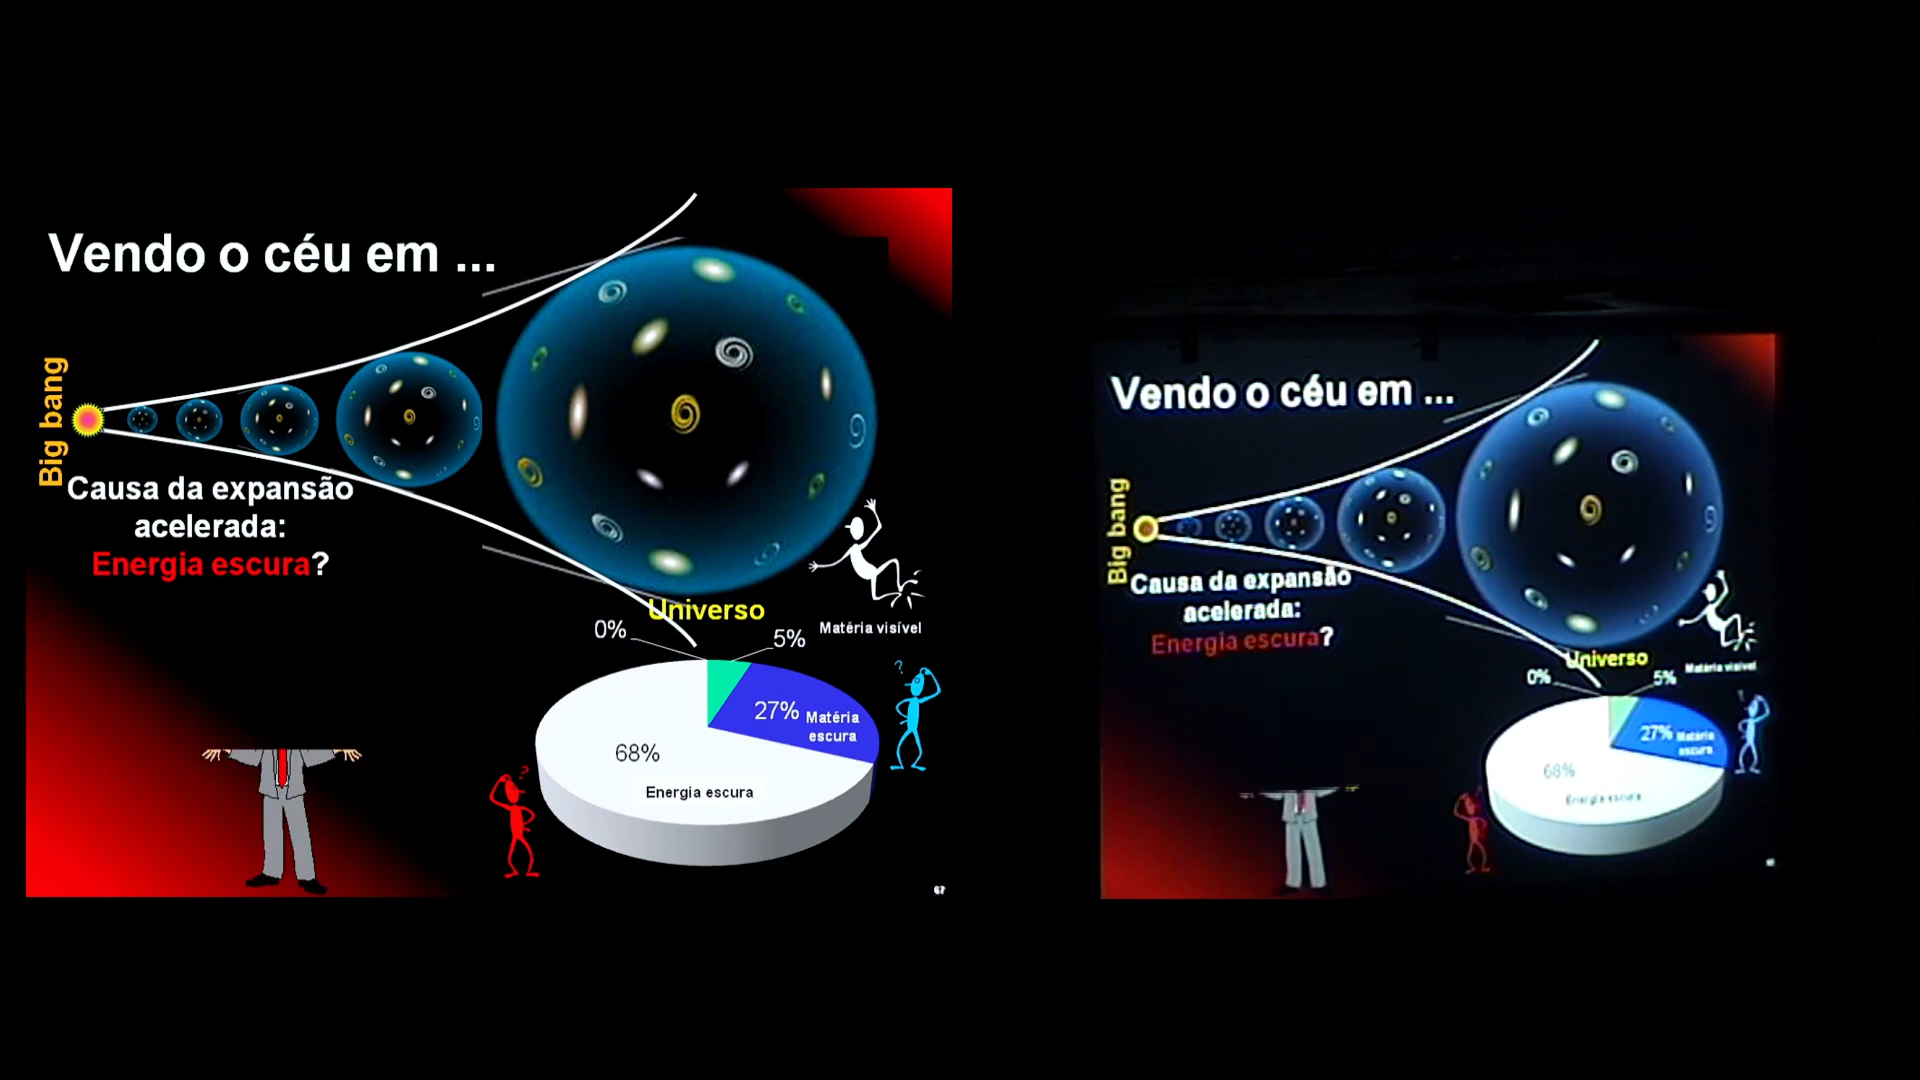 Vendo o céu em ...
Big bang
Causa da expansão
acelerada:
Energia escura?
Universo
0%
5%
Matéria visível
27%
Matéria
escura
68%
Energia escura
?
?
67
Vendo o céu em ...
Big bang
Causa da expansão
acelerada:
Energia escura?
Universo
0%
5%
Matéria visível
27%
Matéria
escura
68%
Energia escura